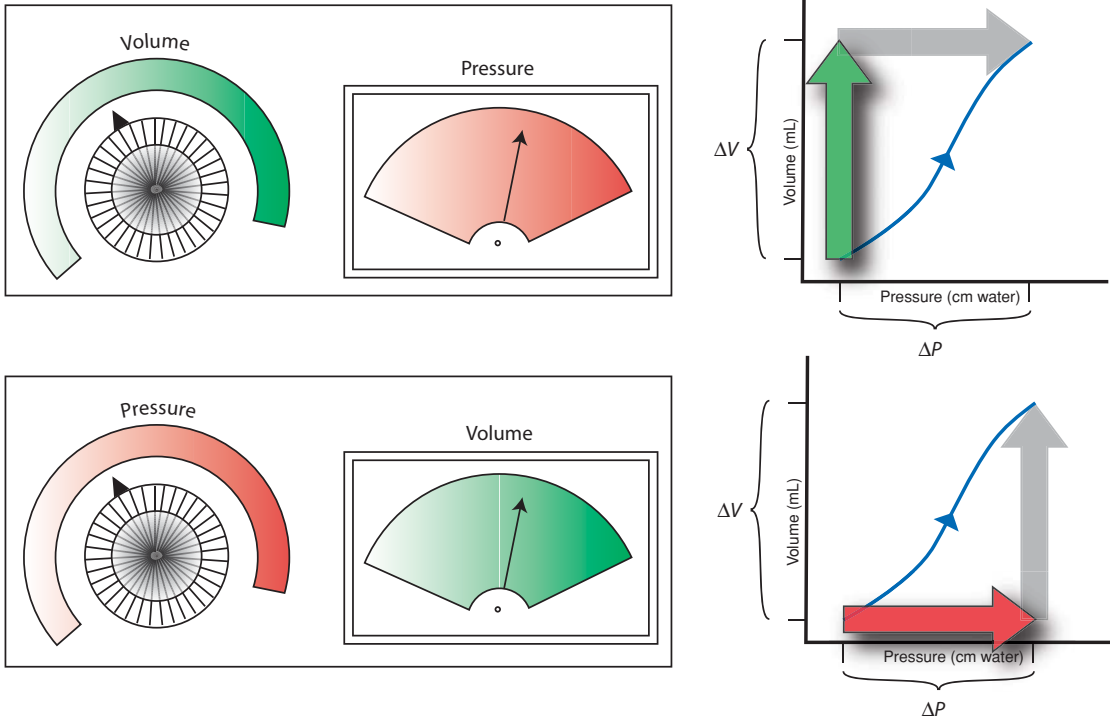 Volume
Pressure
ΔV
Volume (mL)
Pressure (cm water)
ΔP
Pressure
Volume
ΔV
Volume (mL)
Pressure (cm water)
ΔP